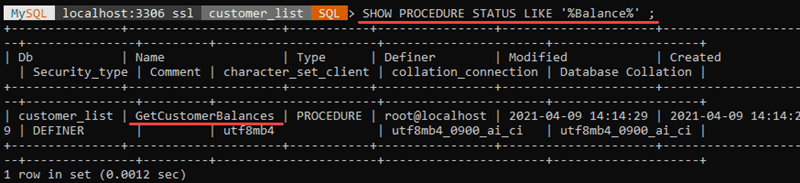 MySQL localhost:3306 ssl customer_list SQL > SHOW PROCEDURE STATUS LIKE '%Balance%' ;
+---------------+---------------------+-----------+----------------+---------------------+--------------------
--+---------------+---------+----------------------+----------------------+--------------------+
| Db            | Name                | Type      | Definer        | Modified            | Created
  | Security_type | Comment | character_set_client | collation_connection | Database Collation |
+---------------+---------------------+-----------+----------------+---------------------+--------------------
--+---------------+---------+----------------------+----------------------+--------------------+
| customer_list | GetCustomerBalances | PROCEDURE | root@localhost | 2021-04-09 14:14:29 | 2021-04-09 14:14:2
9 | DEFINER       |         | utf8mb4              | utf8mb4_0900_ai_ci   | utf8mb4_0900_ai_ci |
+---------------+---------------------+-----------+----------------+---------------------+--------------------
--+---------------+---------+----------------------+----------------------+--------------------+
1 row in set (0.0012 sec)